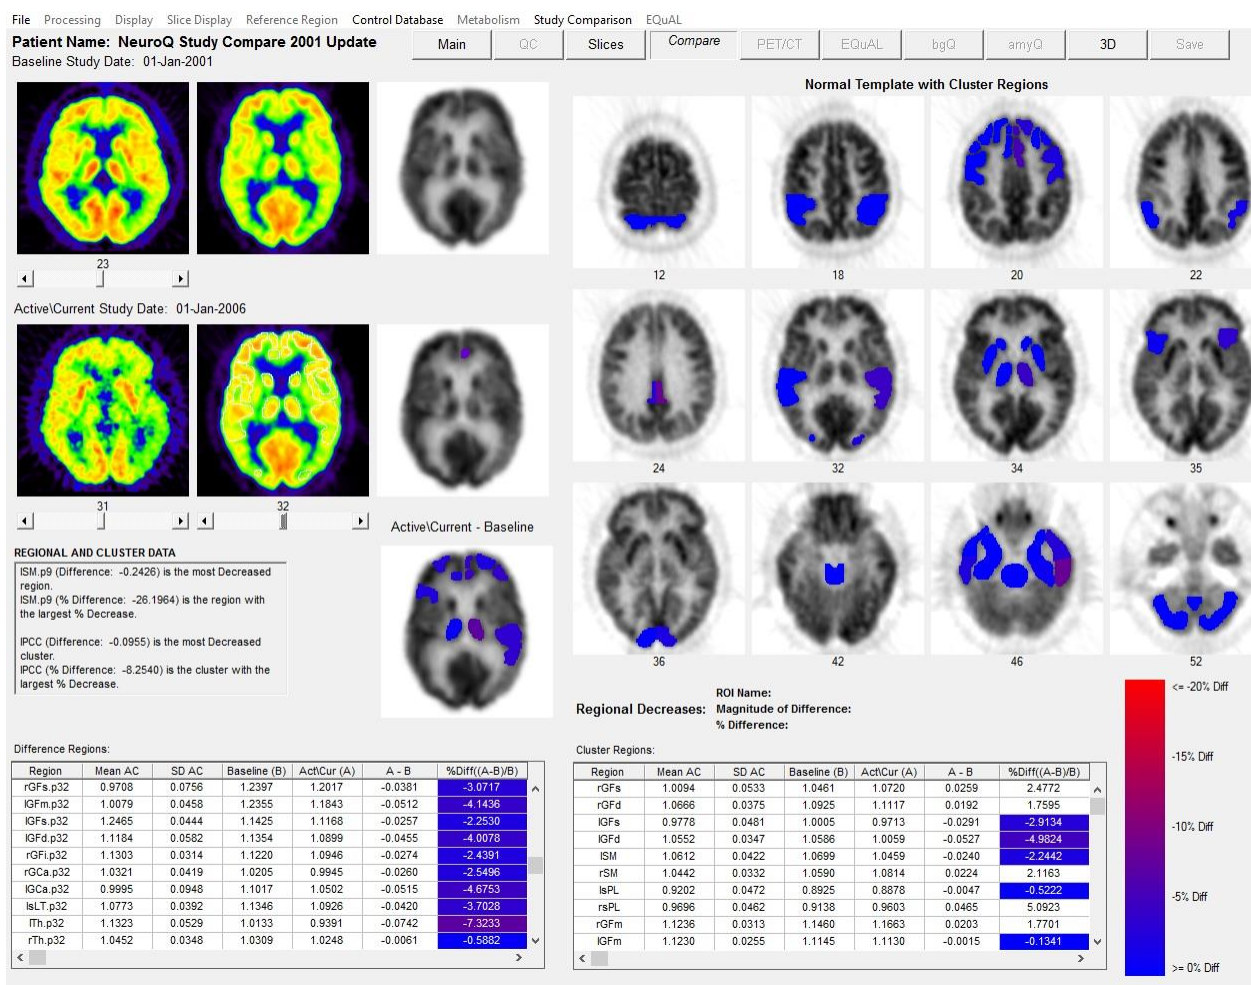 File Processing Display Slice Display Reference Region Control Database Metabolism Study Comparison EQuAL
Patient Name: NeuroQ Study Compare 2001 Update
Baseline Study Date: 01-Jan-2001
Main QC Slices Compare PET/CT EQuAL bgQ amyQ 3D Save
23
Active\Current Study Date: 01-Jan-2006
31 32
Active\Current - Baseline
REGIONAL AND CLUSTER DATA
ISM.p9 (Difference: -0.2426) is the most Decreased
region.
ISM.p9 (% Difference: -26.1964) is the region with
the largest % Decrease.
IPCC (Difference: -0.0955) is the most Decreased
cluster.
IPCC (% Difference: -8.2540) is the cluster with the
largest % Decrease.
Normal Template with Cluster Regions
12 18 20 22
24 32 34 35
36 42 46 52
Regional Decreases:
ROI Name:
Magnitude of Difference:
% Difference:
<= -20% Diff
-15% Diff
-10% Diff
-5% Diff
>= 0% Diff
Difference Regions:
Region Mean AC SD AC Baseline (B) Act\Cur (A) A - B %Diff((A-B)/B)
rGFs.p32 0.9708 0.0756 1.2397 1.2017 -0.0381 -3.0717
lGFm.p32 1.0079 0.0458 1.2355 1.1843 -0.0512 -4.1436
lGFs.p32 1.2465 0.0444 1.1425 1.1168 -0.0257 -2.2530
lGFd.p32 1.1184 0.0582 1.1354 1.0899 -0.0455 -4.0078
rGFi.p32 1.1303 0.0314 1.1220 1.0946 -0.0274 -2.4391
rGCa.p32 1.0321 0.0419 1.0205 0.9945 -0.0260 -2.5496
lGCa.p32 0.9995 0.0948 1.1017 1.0502 -0.0515 -4.6753
lsLT.p32 1.0773 0.0392 1.1346 1.0926 -0.0420 -3.7028
lTh.p32 1.1323 0.0529 1.0133 0.9391 -0.0742 -7.3233
rTh.p32 1.0452 0.0348 1.0309 1.0248 -0.0061 -0.5882
Cluster Regions:
Region Mean AC SD AC Baseline (B) Act\Cur (A) A - B %Diff((A-B)/B)
rGFs 1.0094 0.0533 1.0461 1.0720 0.0259 2.4772
rGFd 1.0666 0.0375 1.0925 1.1117 0.0192 1.7595
lGFs 0.9778 0.0481 1.0005 0.9713 -0.0291 -2.9134
lGFd 1.0552 0.0347 1.0586 1.0059 -0.0527 -4.9824
lSM 1.0612 0.0422 1.0699 1.0459 -0.0240 -2.2442
rSM 1.0442 0.0332 1.0590 1.0814 0.0224 2.1163
lsPL 0.9202 0.0472 0.8925 0.8878 -0.0047 -0.5222
rsPL 0.9696 0.0462 0.9138 0.9603 0.0465 5.0923
rGFm 1.1236 0.0313 1.1460 1.1663 0.0203 1.7701
lGFm 1.1230 0.0255 1.1145 1.1130 -0.0015 -0.1341